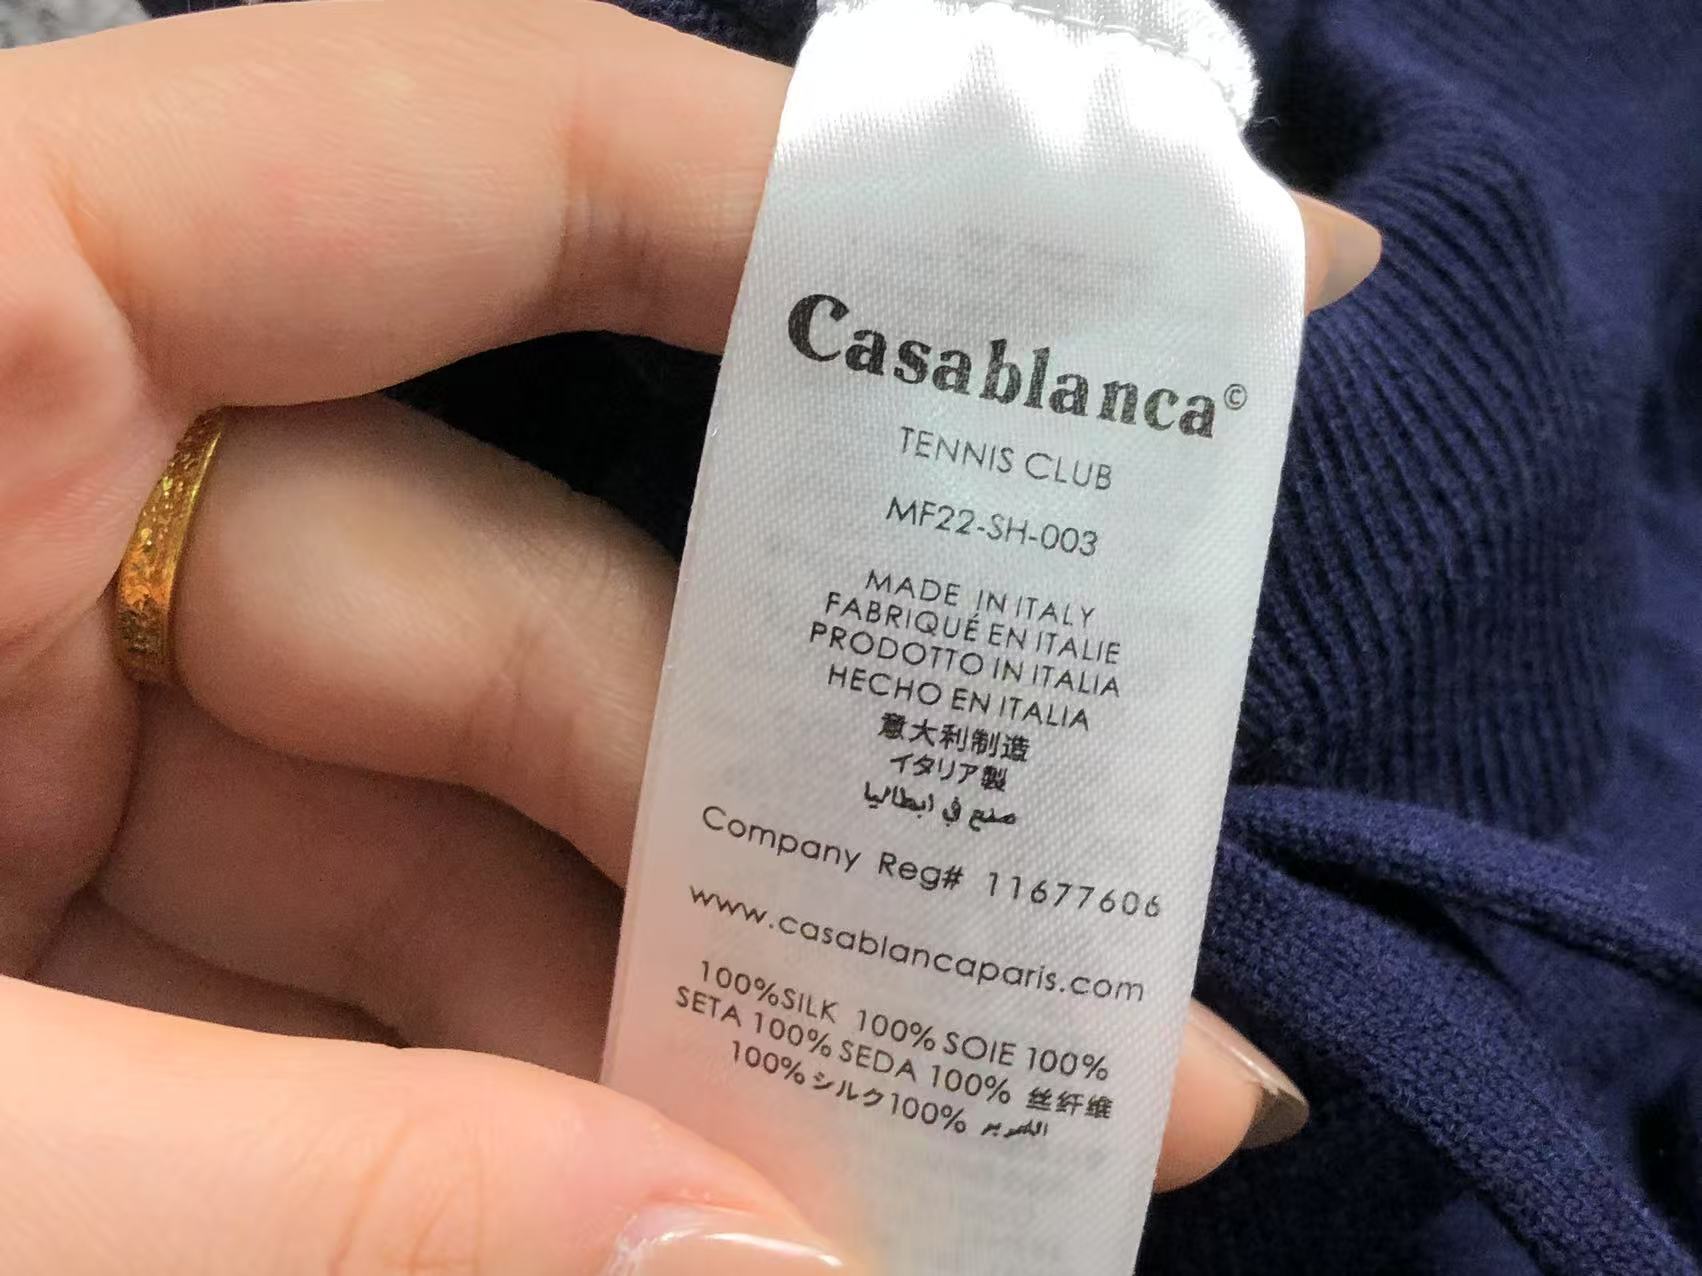 Casablanca©
TENNIS CLUB
MF22-SH-003
MADE IN ITALY
FABRIQUÉ EN ITALIE
PRODOTTO IN ITALIA
HECHO EN ITALIA
意大利制造
イタリア製
صنع في ايطاليا
Company Reg# 11677606
www.casablancaparis.com
100%SILK 100% SOIE 100%
SETA 100% SEDA 100% 丝纤维
100% シルク100%